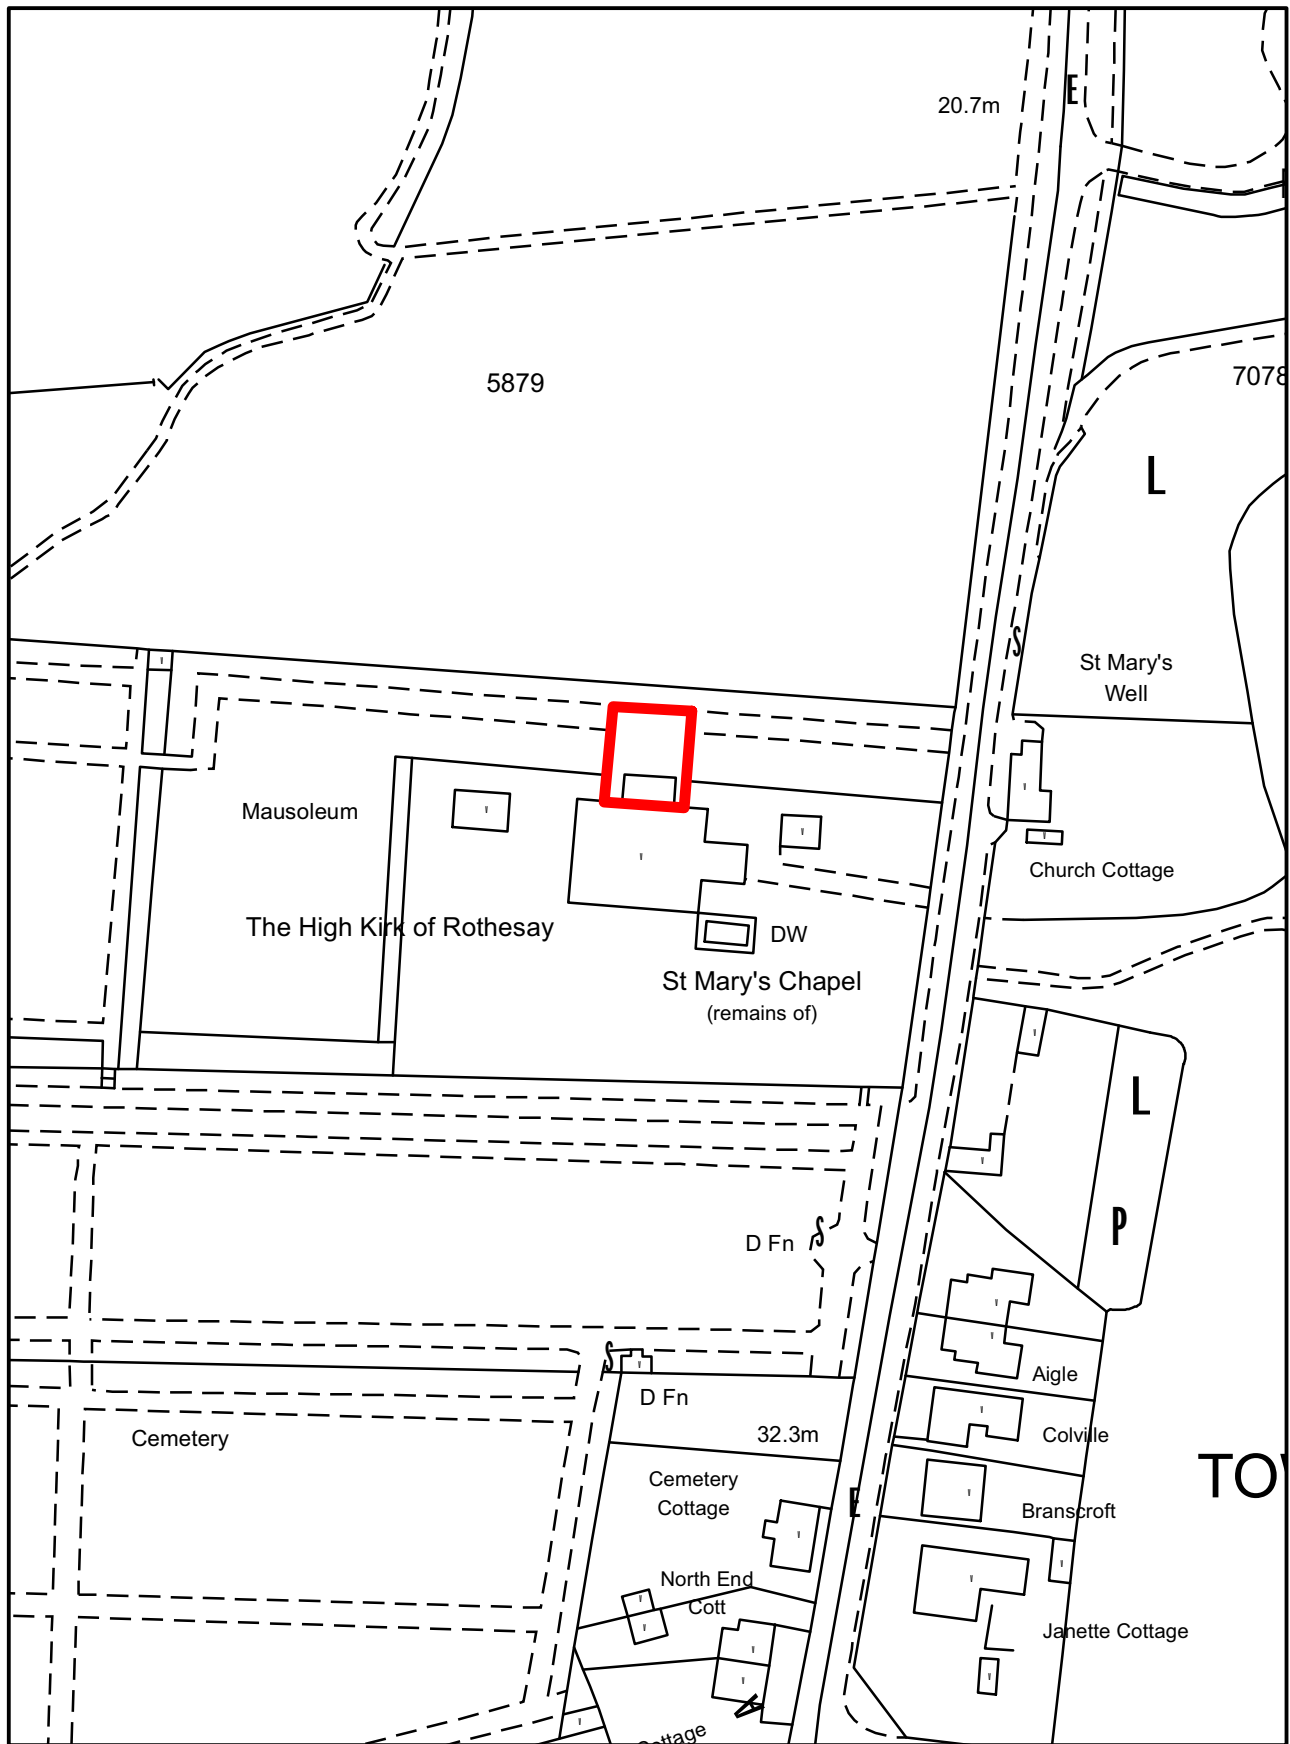 20.7m
E
5879
7078
L
S
St Mary's
Well
Mausoleum
Church Cottage
The High Kirk of Rothesay
DW
St Mary's Chapel
(remains of)
L
P
D Fn
S
S
Aigle
D Fn
Colville
32.3m
Cemetery
TO
Cemetery
Cottage
E
Branscroft
North End
Cott
Janette Cottage
A
ottage